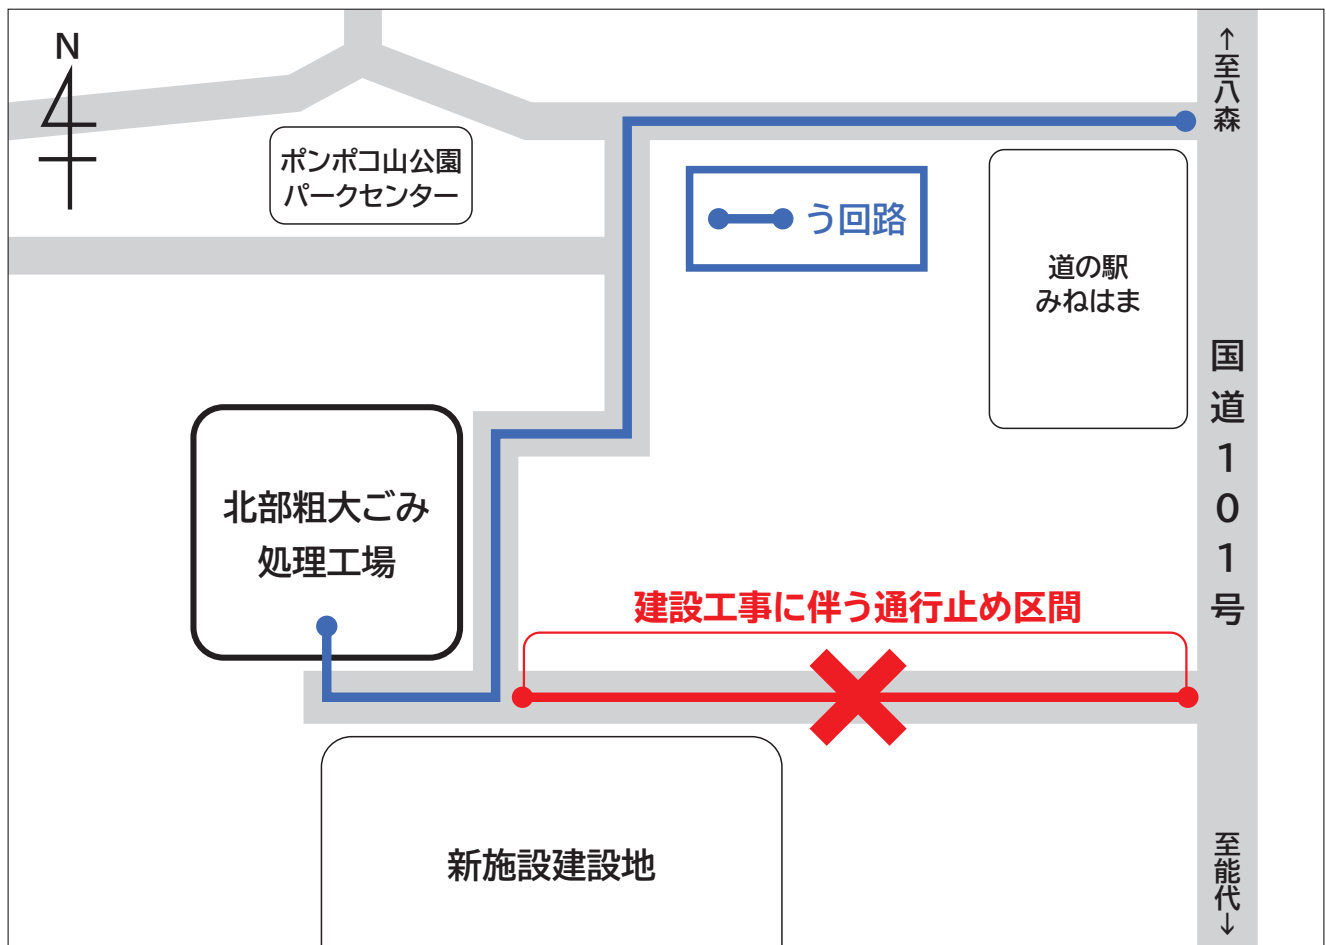 N
↑至八森
ポンポコ山公園
パークセンター
う回路
道の駅
みねはま
国道101号
北部粗大ごみ
処理工場
建設工事に伴う通行止め区間
新施設建設地
至能代↓